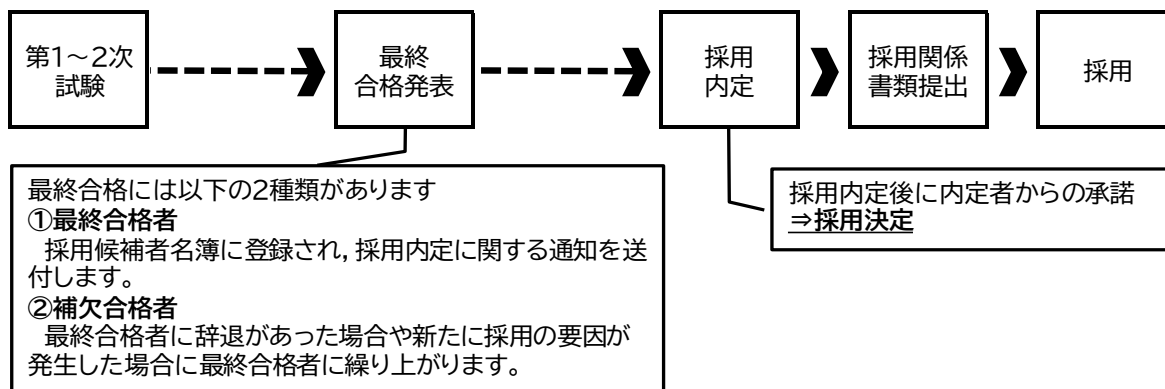 第1～2次
試験
最終
合格発表
採用
内定
採用関係
書類提出
採用
最終合格には以下の2種類があります
①最終合格者
採用候補者名簿に登録され,採用内定に関する通知を送
付します。
②補欠合格者
最終合格者に辞退があった場合や新たに採用の要因が
発生した場合に最終合格者に繰り上がります。
採用内定後に内定者からの承諾
⇒採用決定